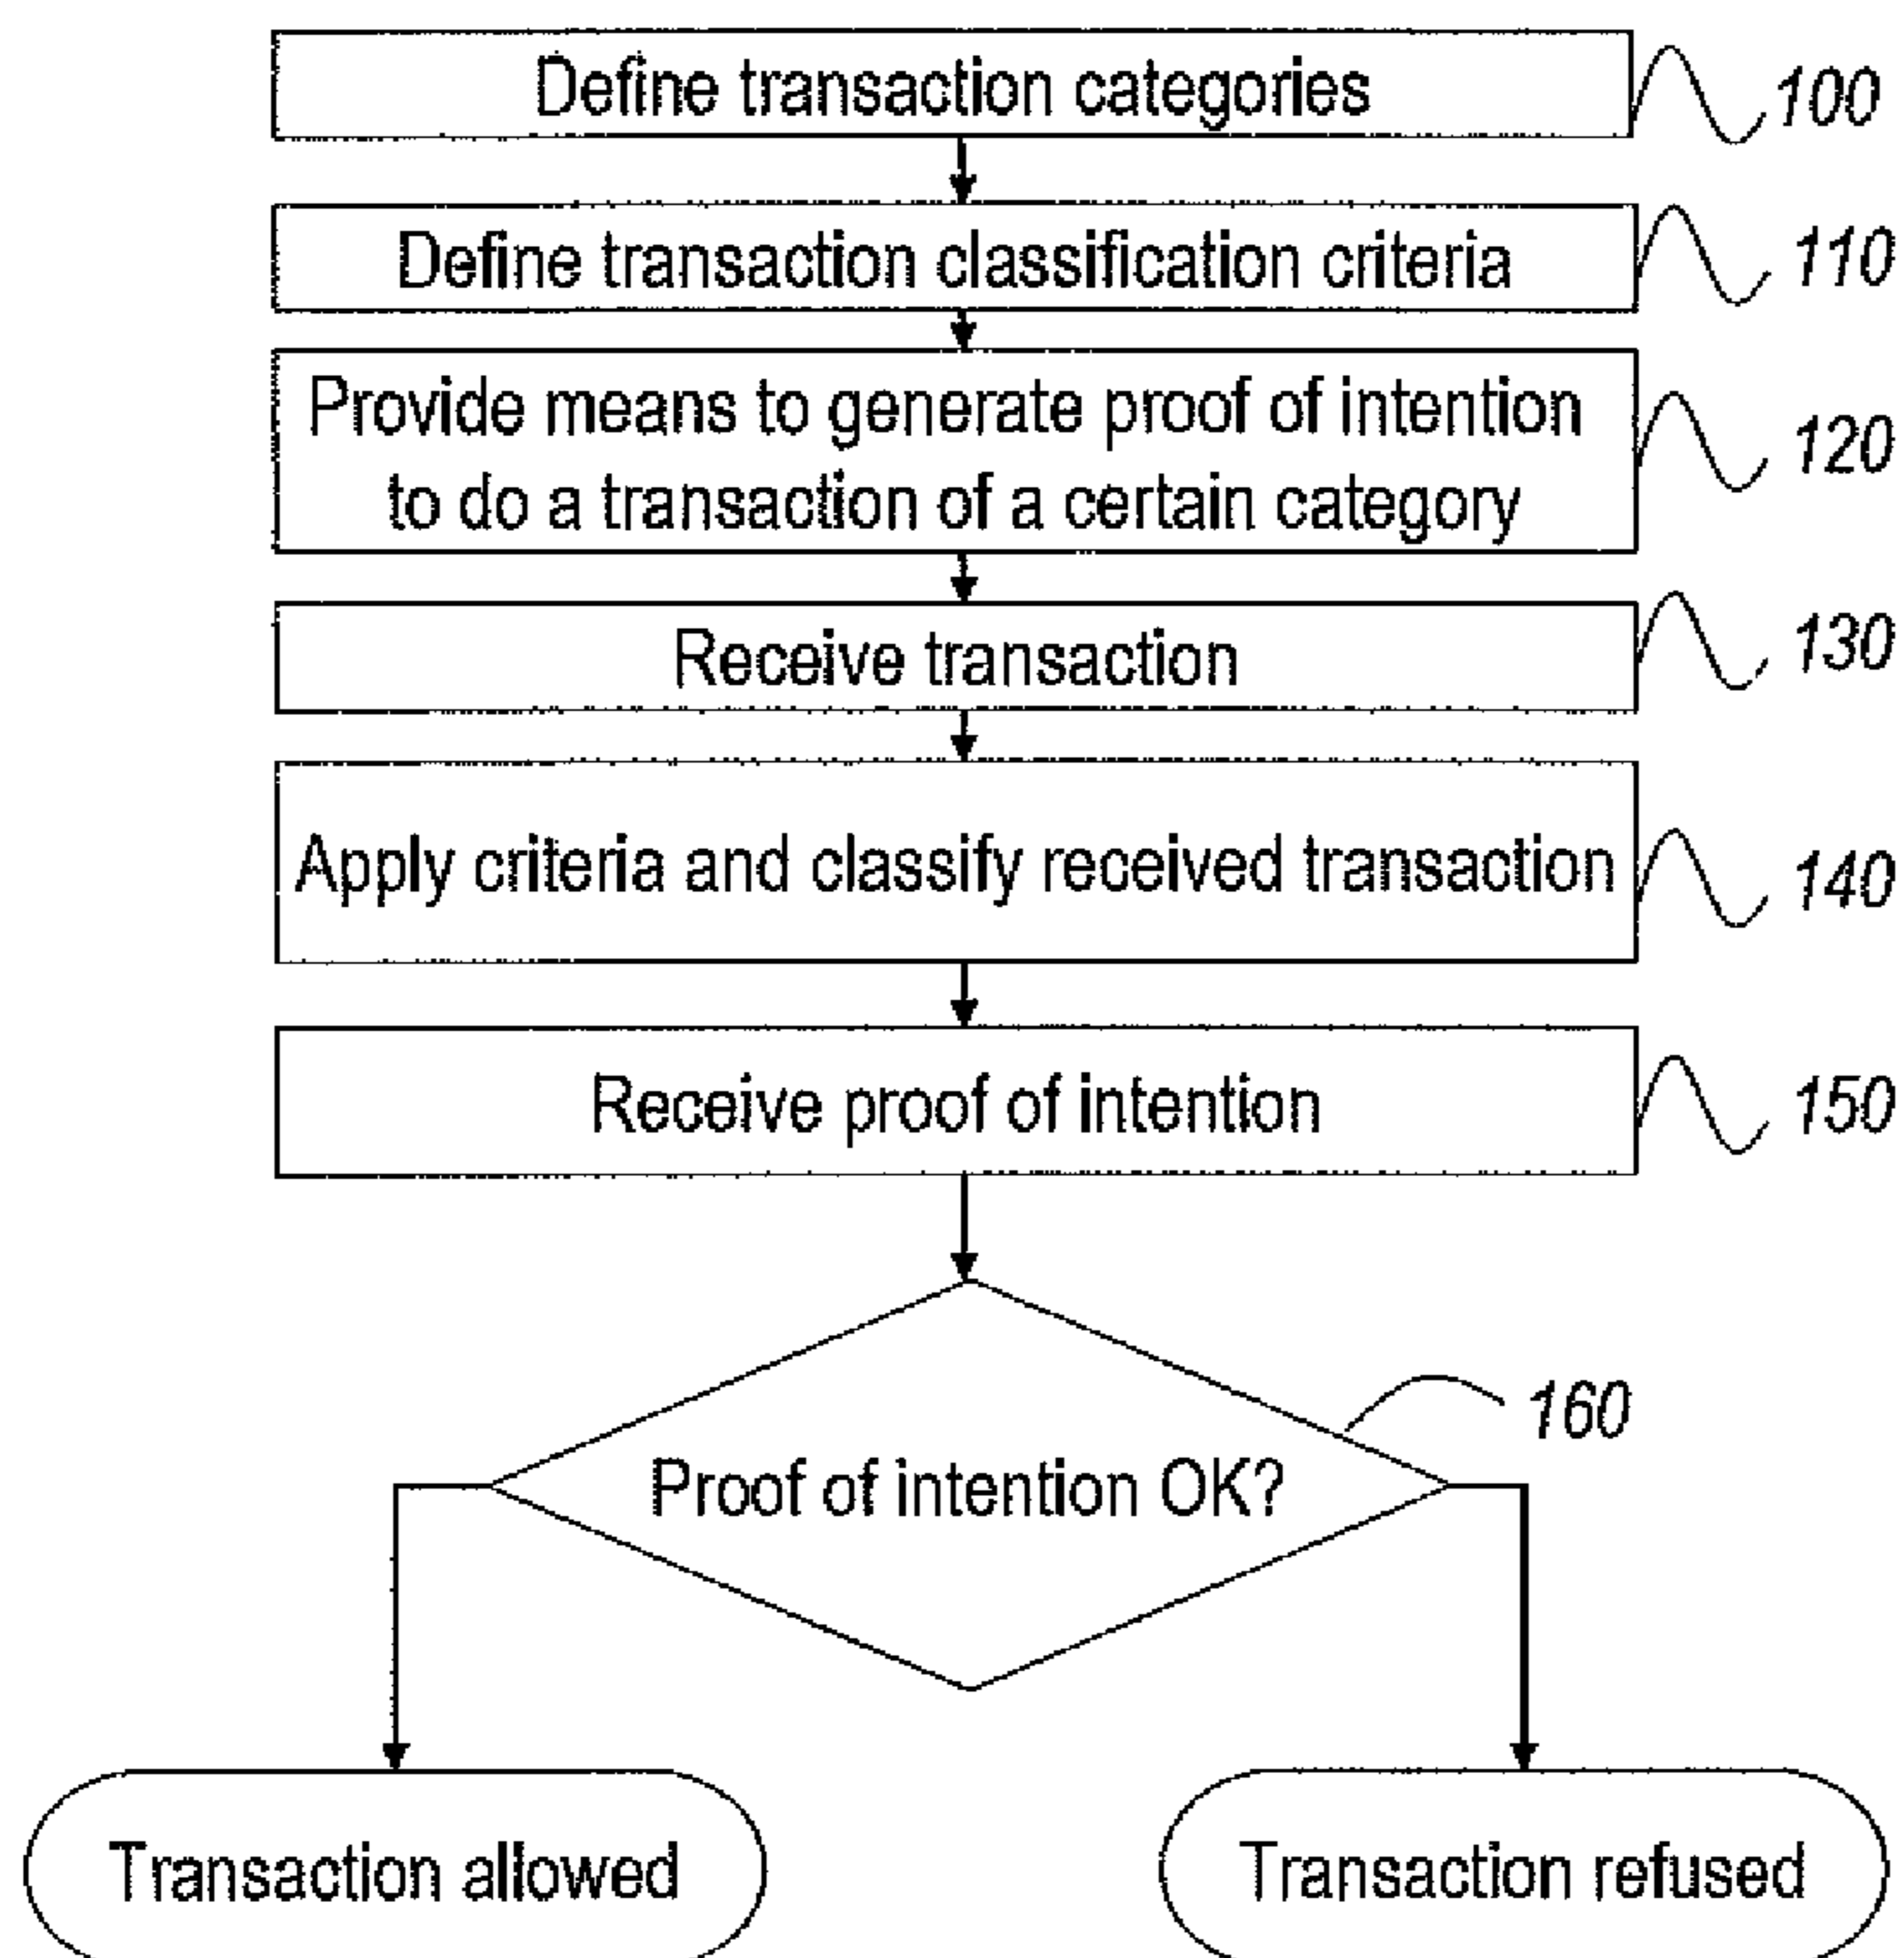 Define transaction categories
100
Define transaction classification criteria
110
Provide means to generate proof of intention
to do a transaction of a certain category
120
Receive transaction
130
Apply criteria and classify received transaction
140
Receive proof of intention
150
160
Proof of intention OK?
Transaction allowed
Transaction refused